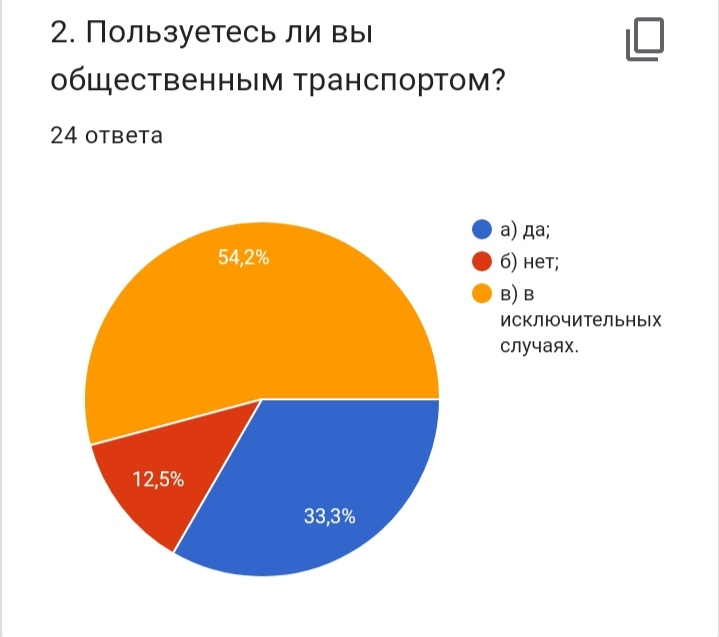 2. Пользуетесь ли вы
общественным транспортом?
24 ответа
54,2%
12,5%
33,3%
а) да;
б) нет;
в) в
исключительных
случаях.